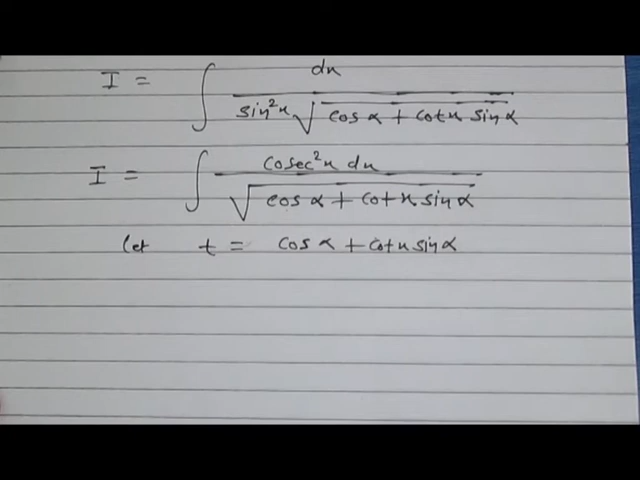 I = ∫ dx / sin²x √(cos α + cot x sin α)
I = ∫ cosec²x dx / √(cos α + cot x sin α)
let t = cos α + cot x sin α